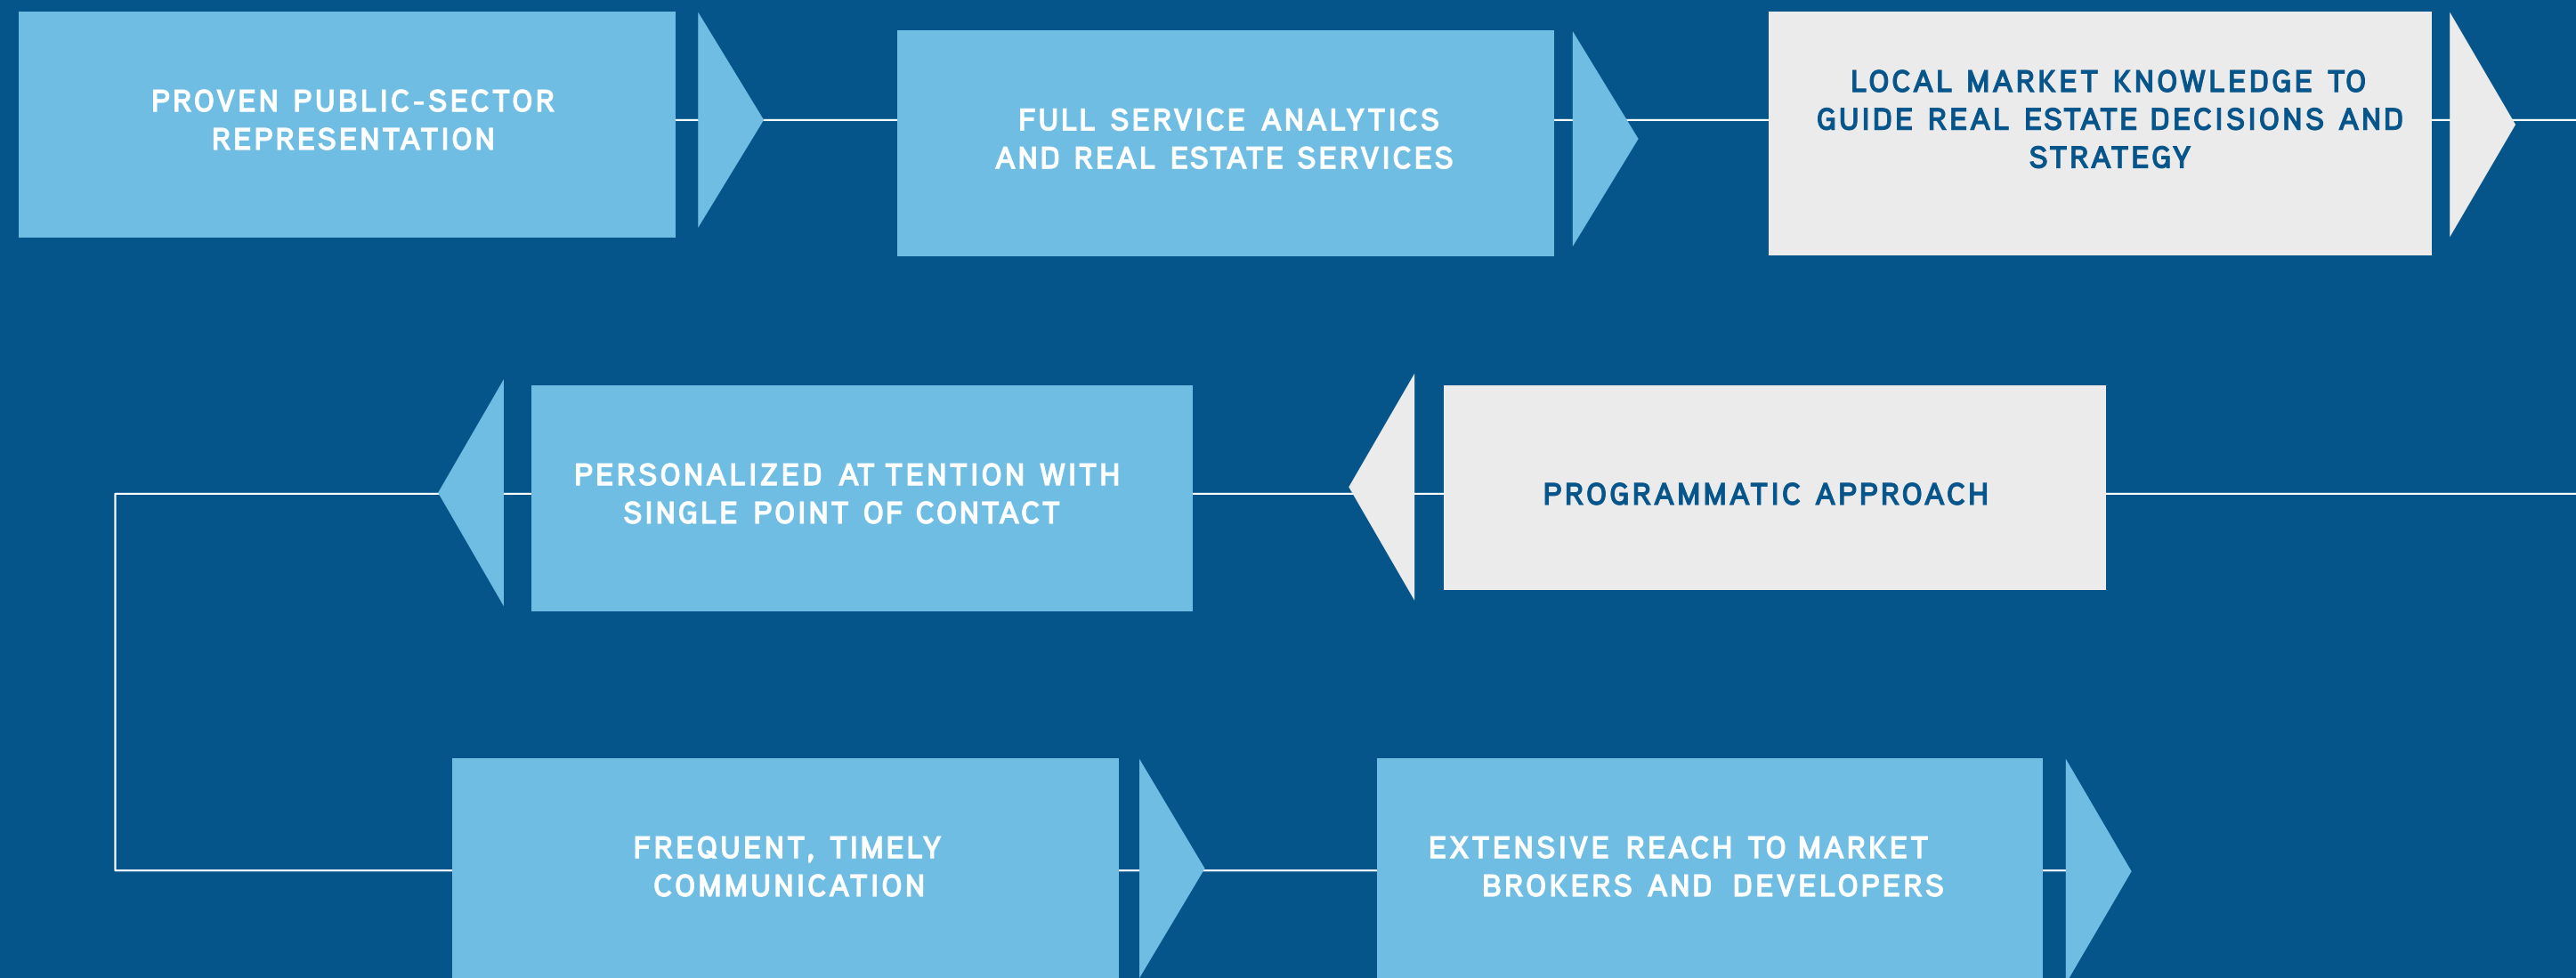 PROVEN PUBLIC-SECTOR
REPRESENTATION
FULL SERVICE ANALYTICS
AND REAL ESTATE SERVICES
LOCAL MARKET KNOWLEDGE TO
GUIDE REAL ESTATE DECISIONS AND
STRATEGY
PROGRAMMATIC APPROACH
PERSONALIZED AT TENTION WITH
SINGLE POINT OF CONTACT
FREQUENT, TIMELY
COMMUNICATION
EXTENSIVE REACH TO MARKET
BROKERS AND DEVELOPERS